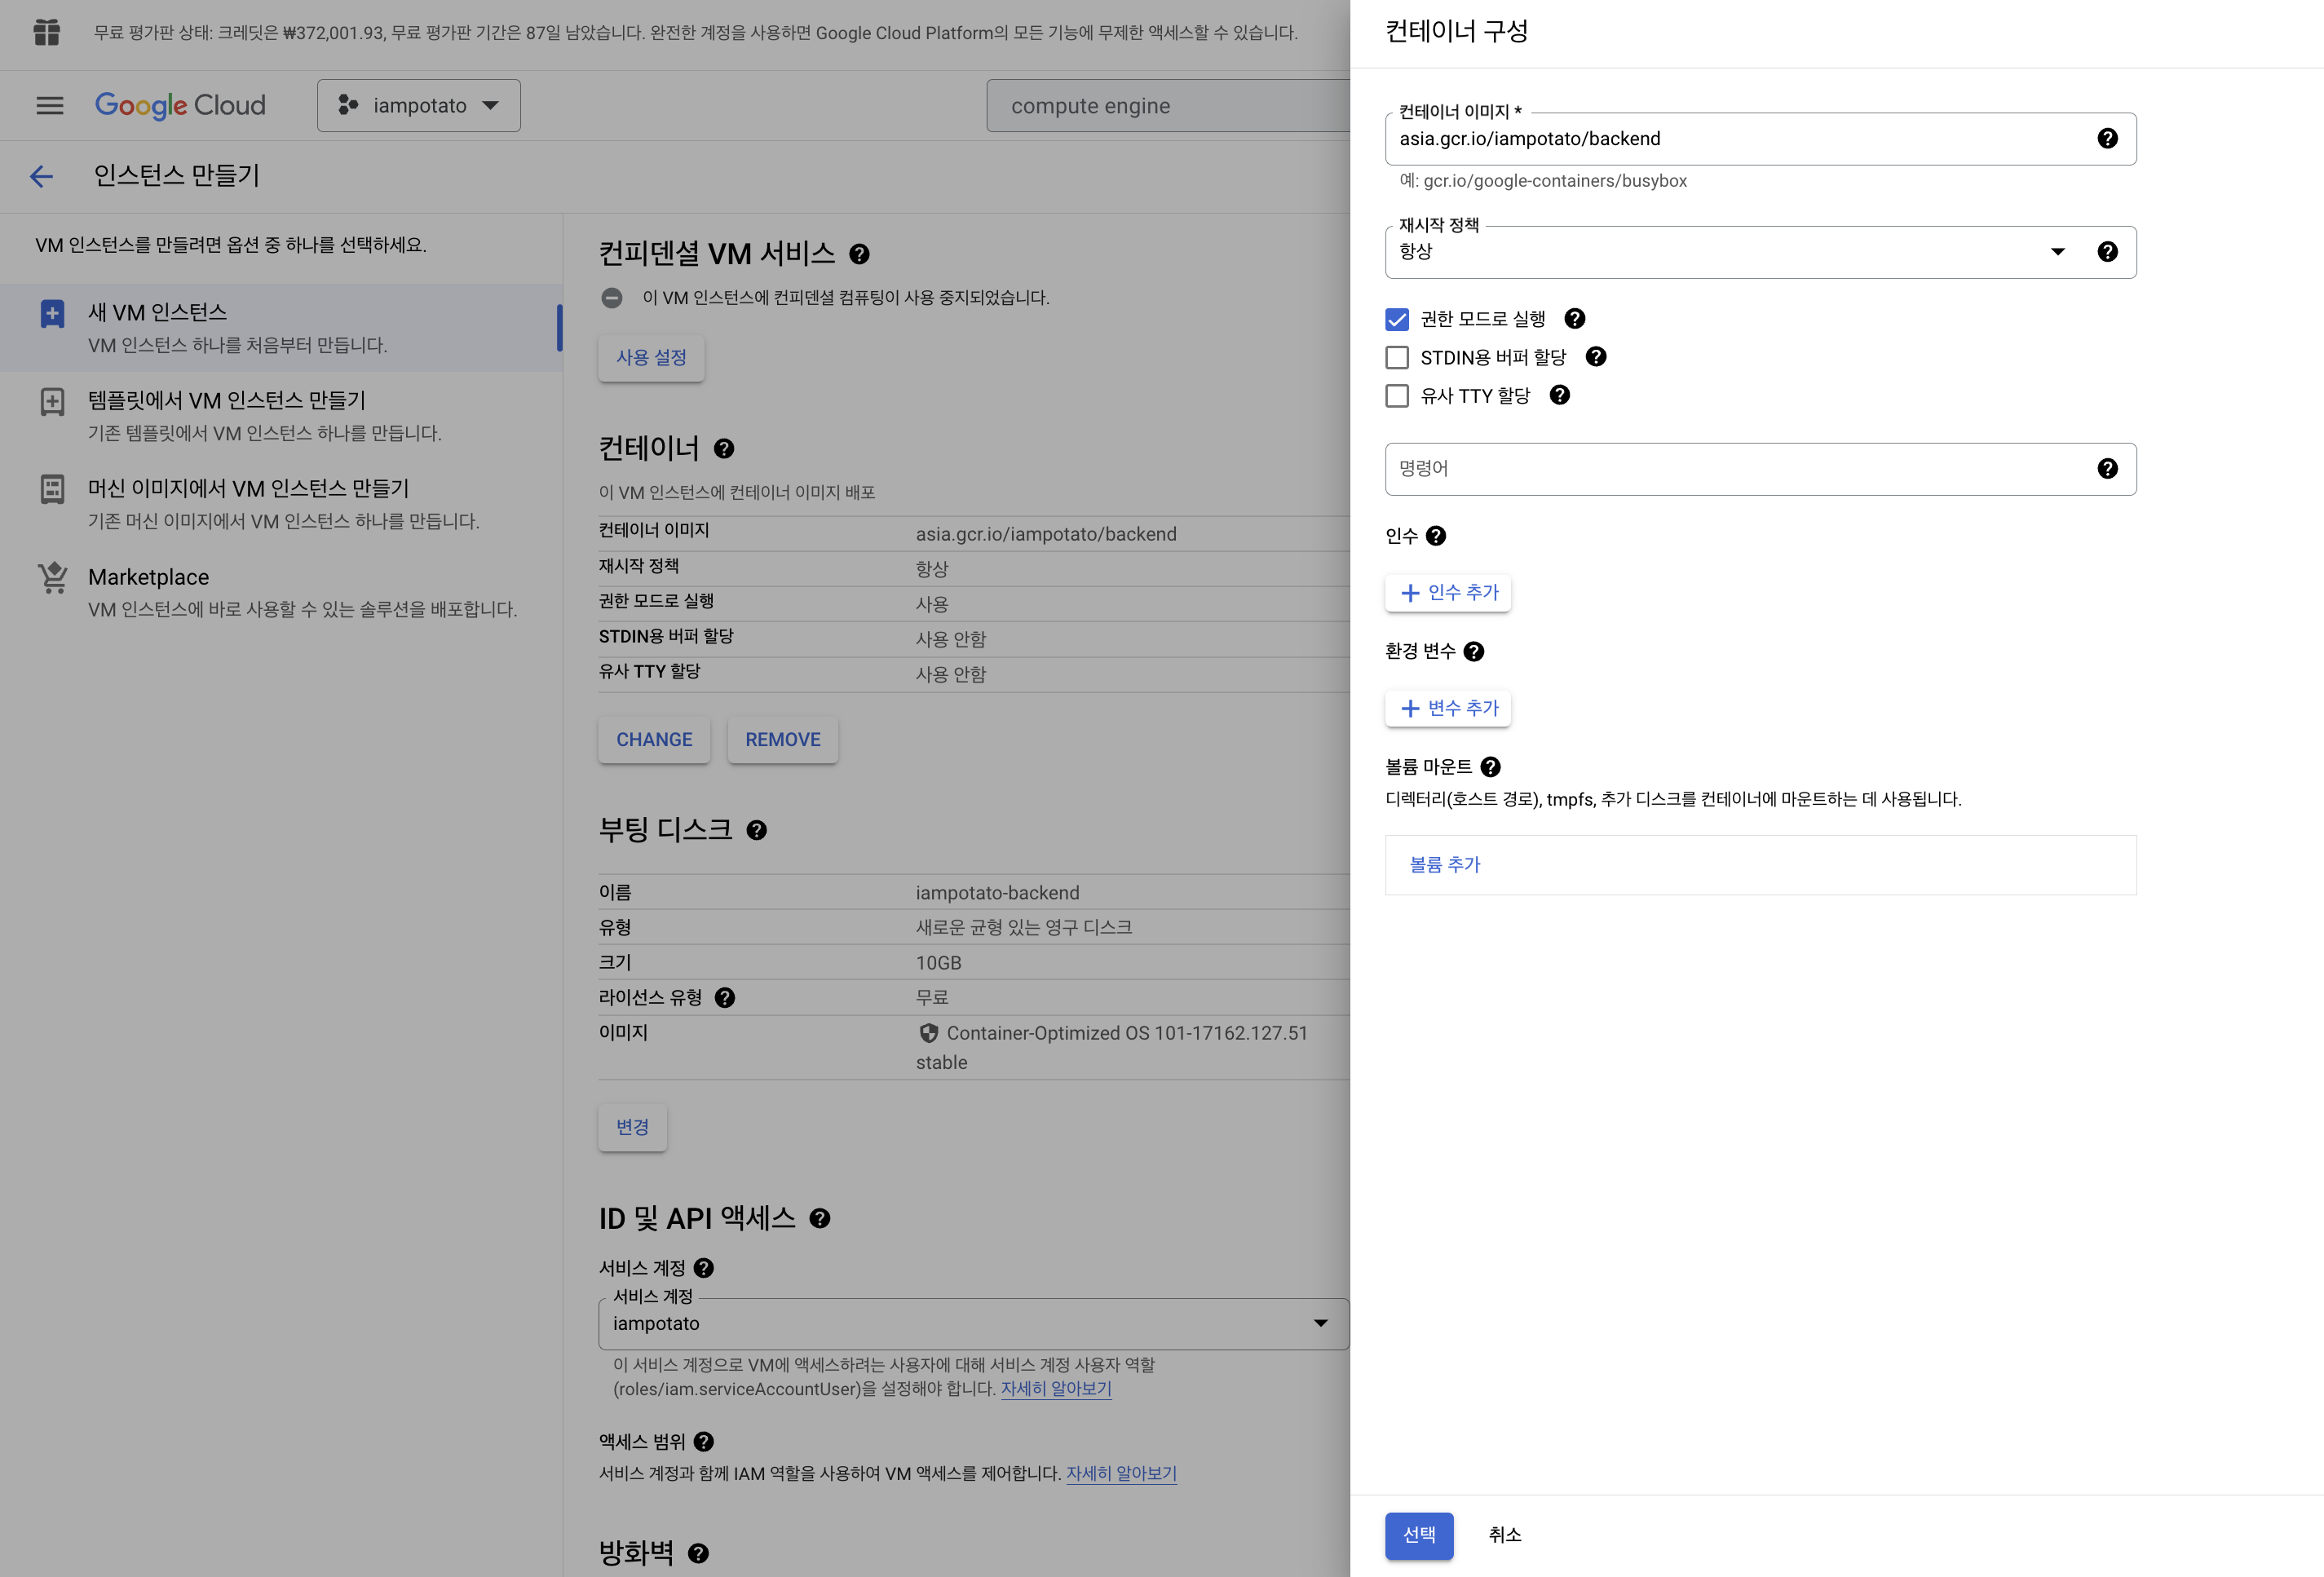 무료 평가판 상태: 크레딧은 ₩372,001.93, 무료 평가판 기간은 87일 남았습니다. 완전한 계정을 사용하면 Google Cloud Platform의 모든 기능에 무제한 액세스할 수 있습니다.
Google Cloud
iampotato
compute engine
인스턴스 만들기
VM 인스턴스를 만들려면 옵션 중 하나를 선택하세요.
새 VM 인스턴스
VM 인스턴스 하나를 처음부터 만듭니다.
템플릿에서 VM 인스턴스 만들기
기존 템플릿에서 VM 인스턴스 하나를 만듭니다.
머신 이미지에서 VM 인스턴스 만들기
기존 머신 이미지에서 VM 인스턴스 하나를 만듭니다.
Marketplace
VM 인스턴스에 바로 사용할 수 있는 솔루션을 배포합니다.
컨피덴셜 VM 서비스
이 VM 인스턴스에 컨피덴셜 컴퓨팅이 사용 중지되었습니다.
사용 설정
컨테이너
이 VM 인스턴스에 컨테이너 이미지 배포
컨테이너 이미지 asia.gcr.io/iampotato/backend
재시작 정책 항상
권한 모드로 실행 사용
STDIN용 버퍼 할당 사용 안함
유사 TTY 할당 사용 안함
CHANGE REMOVE
부팅 디스크
이름 iampotato-backend
유형 새로운 균형 있는 영구 디스크
크기 10GB
라이선스 유형 무료
이미지 Container-Optimized OS 101-17162.127.51
stable
변경
ID 및 API 액세스
서비스 계정
서비스 계정
iampotato
이 서비스 계정으로 VM에 액세스하려는 사용자에 대해 서비스 계정 사용자 역할
(roles/iam.serviceAccountUser)을 설정해야 합니다. 자세히 알아보기
액세스 범위
서비스 계정과 함께 IAM 역할을 사용하여 VM 액세스를 제어합니다. 자세히 알아보기
방화벽
컨테이너 구성
컨테이너 이미지 *
asia.gcr.io/iampotato/backend
예: gcr.io/google-containers/busybox
재시작 정책
항상
권한 모드로 실행
STDIN용 버퍼 할당
유사 TTY 할당
명령어
인수
+ 인수 추가
환경 변수
+ 변수 추가
볼륨 마운트
디렉터리(호스트 경로), tmpfs, 추가 디스크를 컨테이너에 마운트하는 데 사용됩니다.
볼륨 추가
선택 취소